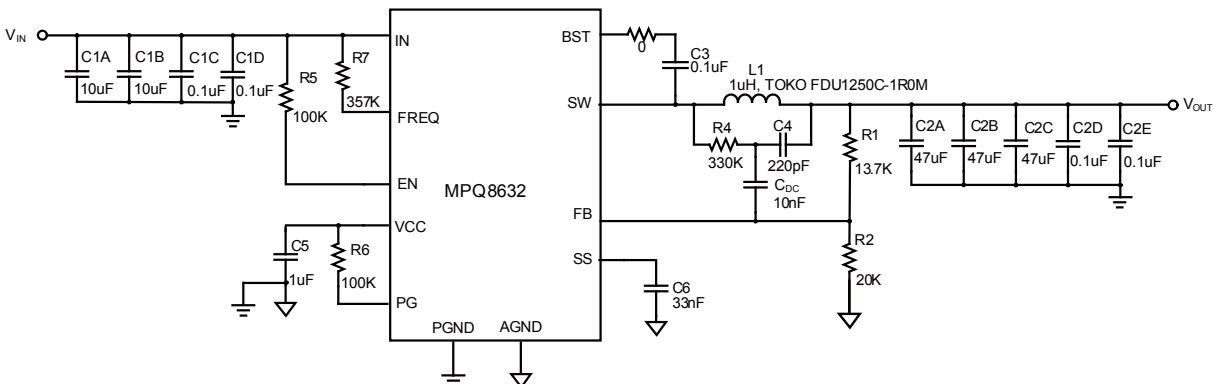 VIN
C1A
10uF
C1B
10uF
C1C
0.1uF
C1D
0.1uF
R5
100K
R7
357K
IN
FREQ
EN
VCC
PG
C5
1uF
R6
100K
MPQ8632
PGND
AGND
BST
SW
FB
SS
0
C3
0.1uF
L1
1uH, TOKO FDU1250C-1R0M
R4
330K
C4
220pF
CDC
10nF
C6
33nF
R1
13.7K
R2
20K
C2A
47uF
C2B
47uF
C2C
47uF
C2D
0.1uF
C2E
0.1uF
VOUT